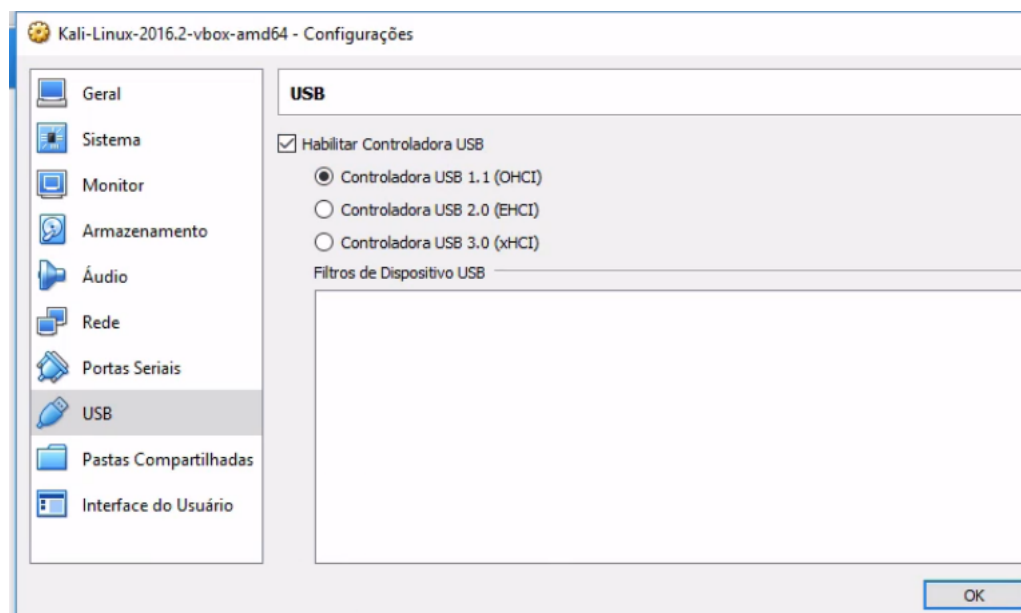 Kali-Linux-2016.2-vbox-amd64 - Configurações
Geral
Sistema
Monitor
Armazenamento
Áudio
Rede
Portas Seriais
USB
Pastas Compartilhadas
Interface do Usuário
USB
Habilitar Controladora USB
Controladora USB 1.1 (OHCI)
Controladora USB 2.0 (EHCI)
Controladora USB 3.0 (xHCI)
Filtros de Dispositivo USB
OK